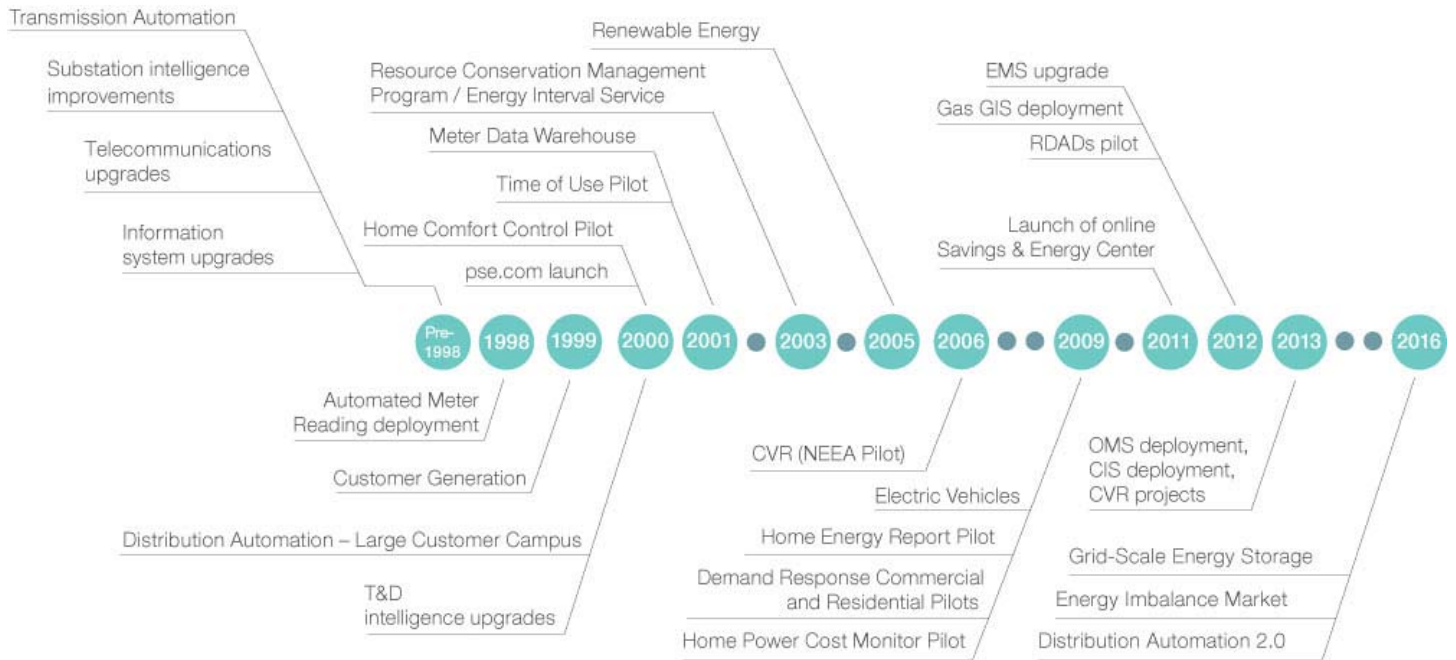 Transmission Automation
Substation intelligence
improvements
Telecommunications
upgrades
Information
system upgrades
Renewable Energy
Resource Conservation Management
Program / Energy Interval Service
Meter Data Warehouse
Time of Use Pilot
Home Comfort Control Pilot
pse.com launch
EMS upgrade
Gas GIS deployment
RDADs pilot
Launch of online
Savings & Energy Center
Pre-
1998
1998
1999
2000
2001
2003
2005
2006
2009
2011
2012
2013
2016
Automated Meter
Reading deployment
Customer Generation
Distribution Automation – Large Customer Campus
T&D
intelligence upgrades
CVR (NEEA Pilot)
Electric Vehicles
Home Energy Report Pilot
Demand Response Commercial
and Residential Pilots
Home Power Cost Monitor Pilot
OMS deployment,
CIS deployment,
CVR projects
Grid-Scale Energy Storage
Energy Imbalance Market
Distribution Automation 2.0